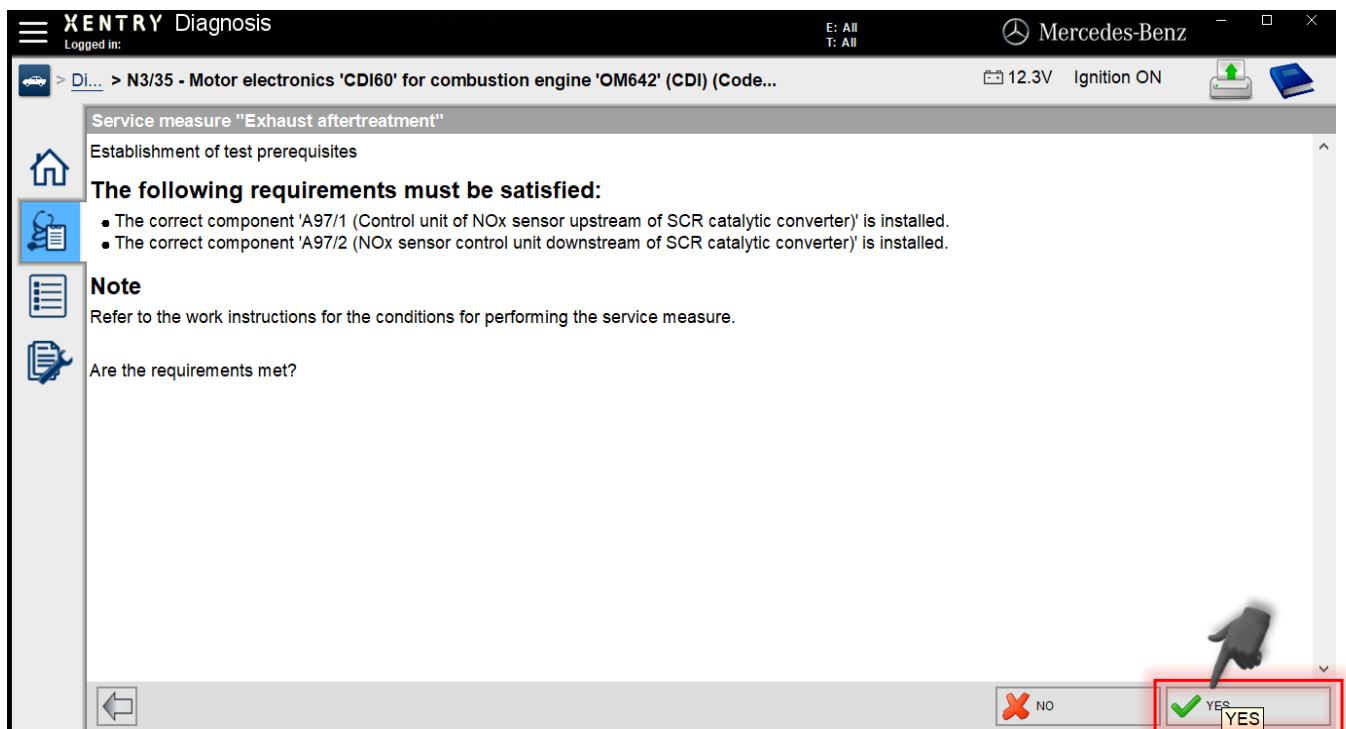 XENTRY Diagnosis
Logged in:
E: All
T: All
Mercedes-Benz
> Di... > N3/35 - Motor electronics 'CDI60' for combustion engine 'OM642' (CDI) (Code...
12.3V Ignition ON
Service measure "Exhaust aftertreatment"
Establishment of test prerequisites
The following requirements must be satisfied:
• The correct component 'A97/1 (Control unit of NOx sensor upstream of SCR catalytic converter)' is installed.
• The correct component 'A97/2 (NOx sensor control unit downstream of SCR catalytic converter)' is installed.
Note
Refer to the work instructions for the conditions for performing the service measure.
Are the requirements met?
NO
YES
YES